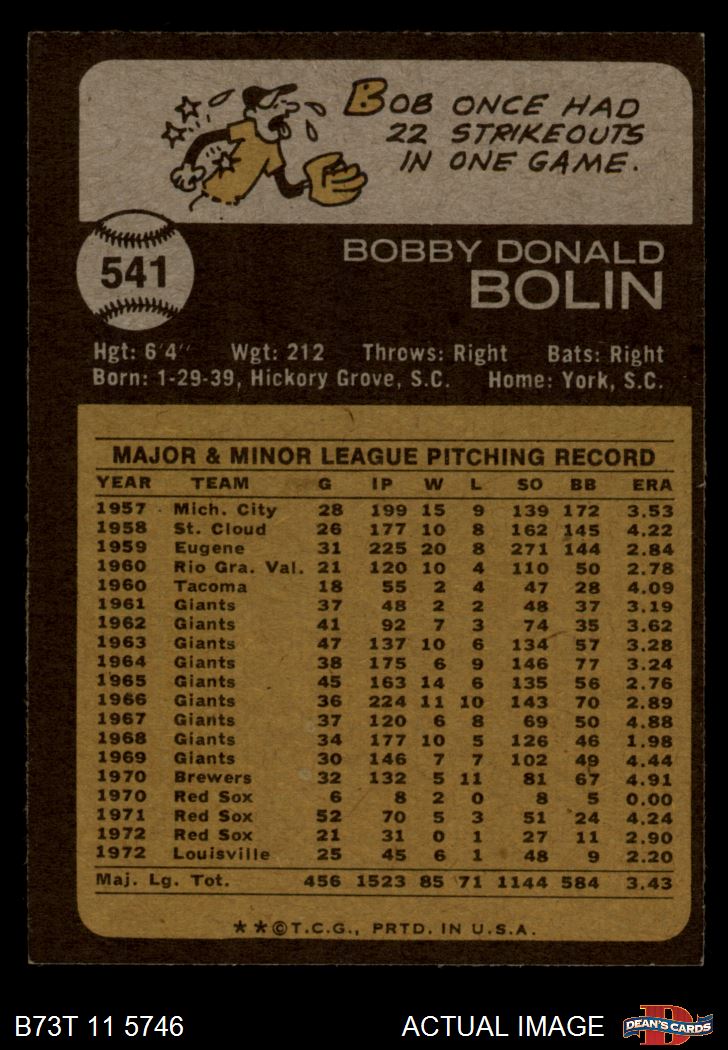 BOB ONCE HAD
22 STRIKEOUTS
IN ONE GAME.
541
BOBBY DONALD
BOLIN
Hgt: 6'4" Wgt: 212 Throws: Right Bats: Right
Born: 1-29-39, Hickory Grove, S.C. Home: York, S.C.
MAJOR & MINOR LEAGUE PITCHING RECORD
YEAR TEAM G IP W L SO BB ERA
1957 Mich. City 28 199 15 9 139 172 3.53
1958 St. Cloud 26 177 10 8 162 145 4.22
1959 Eugene 31 225 20 8 271 144 2.84
1960 Rio Gra. Val. 21 120 10 4 110 50 2.78
1960 Tacoma 18 55 2 4 47 28 4.09
1961 Giants 37 48 2 2 48 37 3.19
1962 Giants 41 92 7 3 74 35 3.62
1963 Giants 47 137 10 6 134 57 3.28
1964 Giants 38 175 6 9 146 77 3.24
1965 Giants 45 163 14 6 135 56 2.76
1966 Giants 36 224 11 10 143 70 2.89
1967 Giants 37 120 6 8 69 50 4.88
1968 Giants 34 177 10 5 126 46 1.98
1969 Giants 30 146 7 7 102 49 4.44
1970 Brewers 32 132 5 11 81 67 4.91
1970 Red Sox 6 8 2 0 8 5 0.00
1971 Red Sox 52 70 5 3 51 24 4.24
1972 Red Sox 21 31 0 1 27 11 2.90
1972 Louisville 25 45 6 1 48 9 2.20
Maj. Lg. Tot. 456 1523 85 71 1144 584 3.43
**©T.C.G., PRTD. IN U.S.A.
B73T 11 5746 ACTUAL IMAGE
DEAN'S CARDS